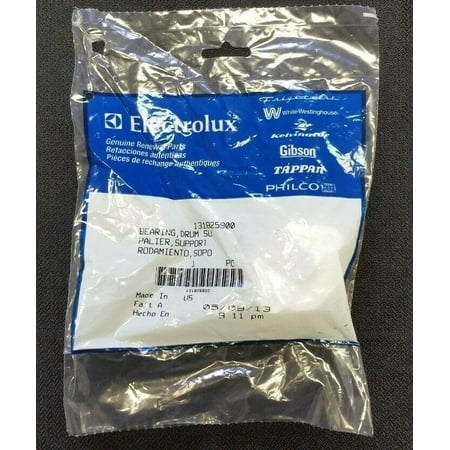 Frigidaire
Electrolux
White-Westinghouse
Kelvinator
Genuine Renewal Parts
Refacciones auténticas
Pièces de rechange authentiques
Gibson
TAPPAN
PHILCO
131825900
BEARING,DRUM SU
PALIER,SUPPORT
RODAMIENTO,SOPO
1 PC
Made In US
Fait A 05/09/13
Hecho En 9 11 pm